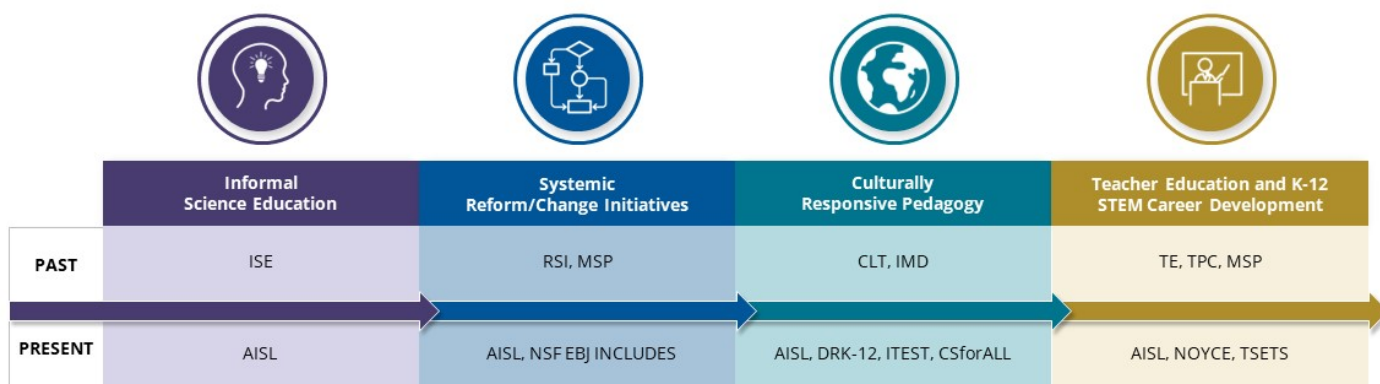 Informal
Science Education
Systemic
Reform/Change Initiatives
Culturally
Responsive Pedagogy
Teacher Education and K-12
STEM Career Development
PAST
ISE
RSI, MSP
CLT, IMD
TE, TPC, MSP
PRESENT
AISL
AISL, NSF EBJ INCLUDES
AISL, DRK-12, ITEST, CSforALL
AISL, NOYCE, TSETS